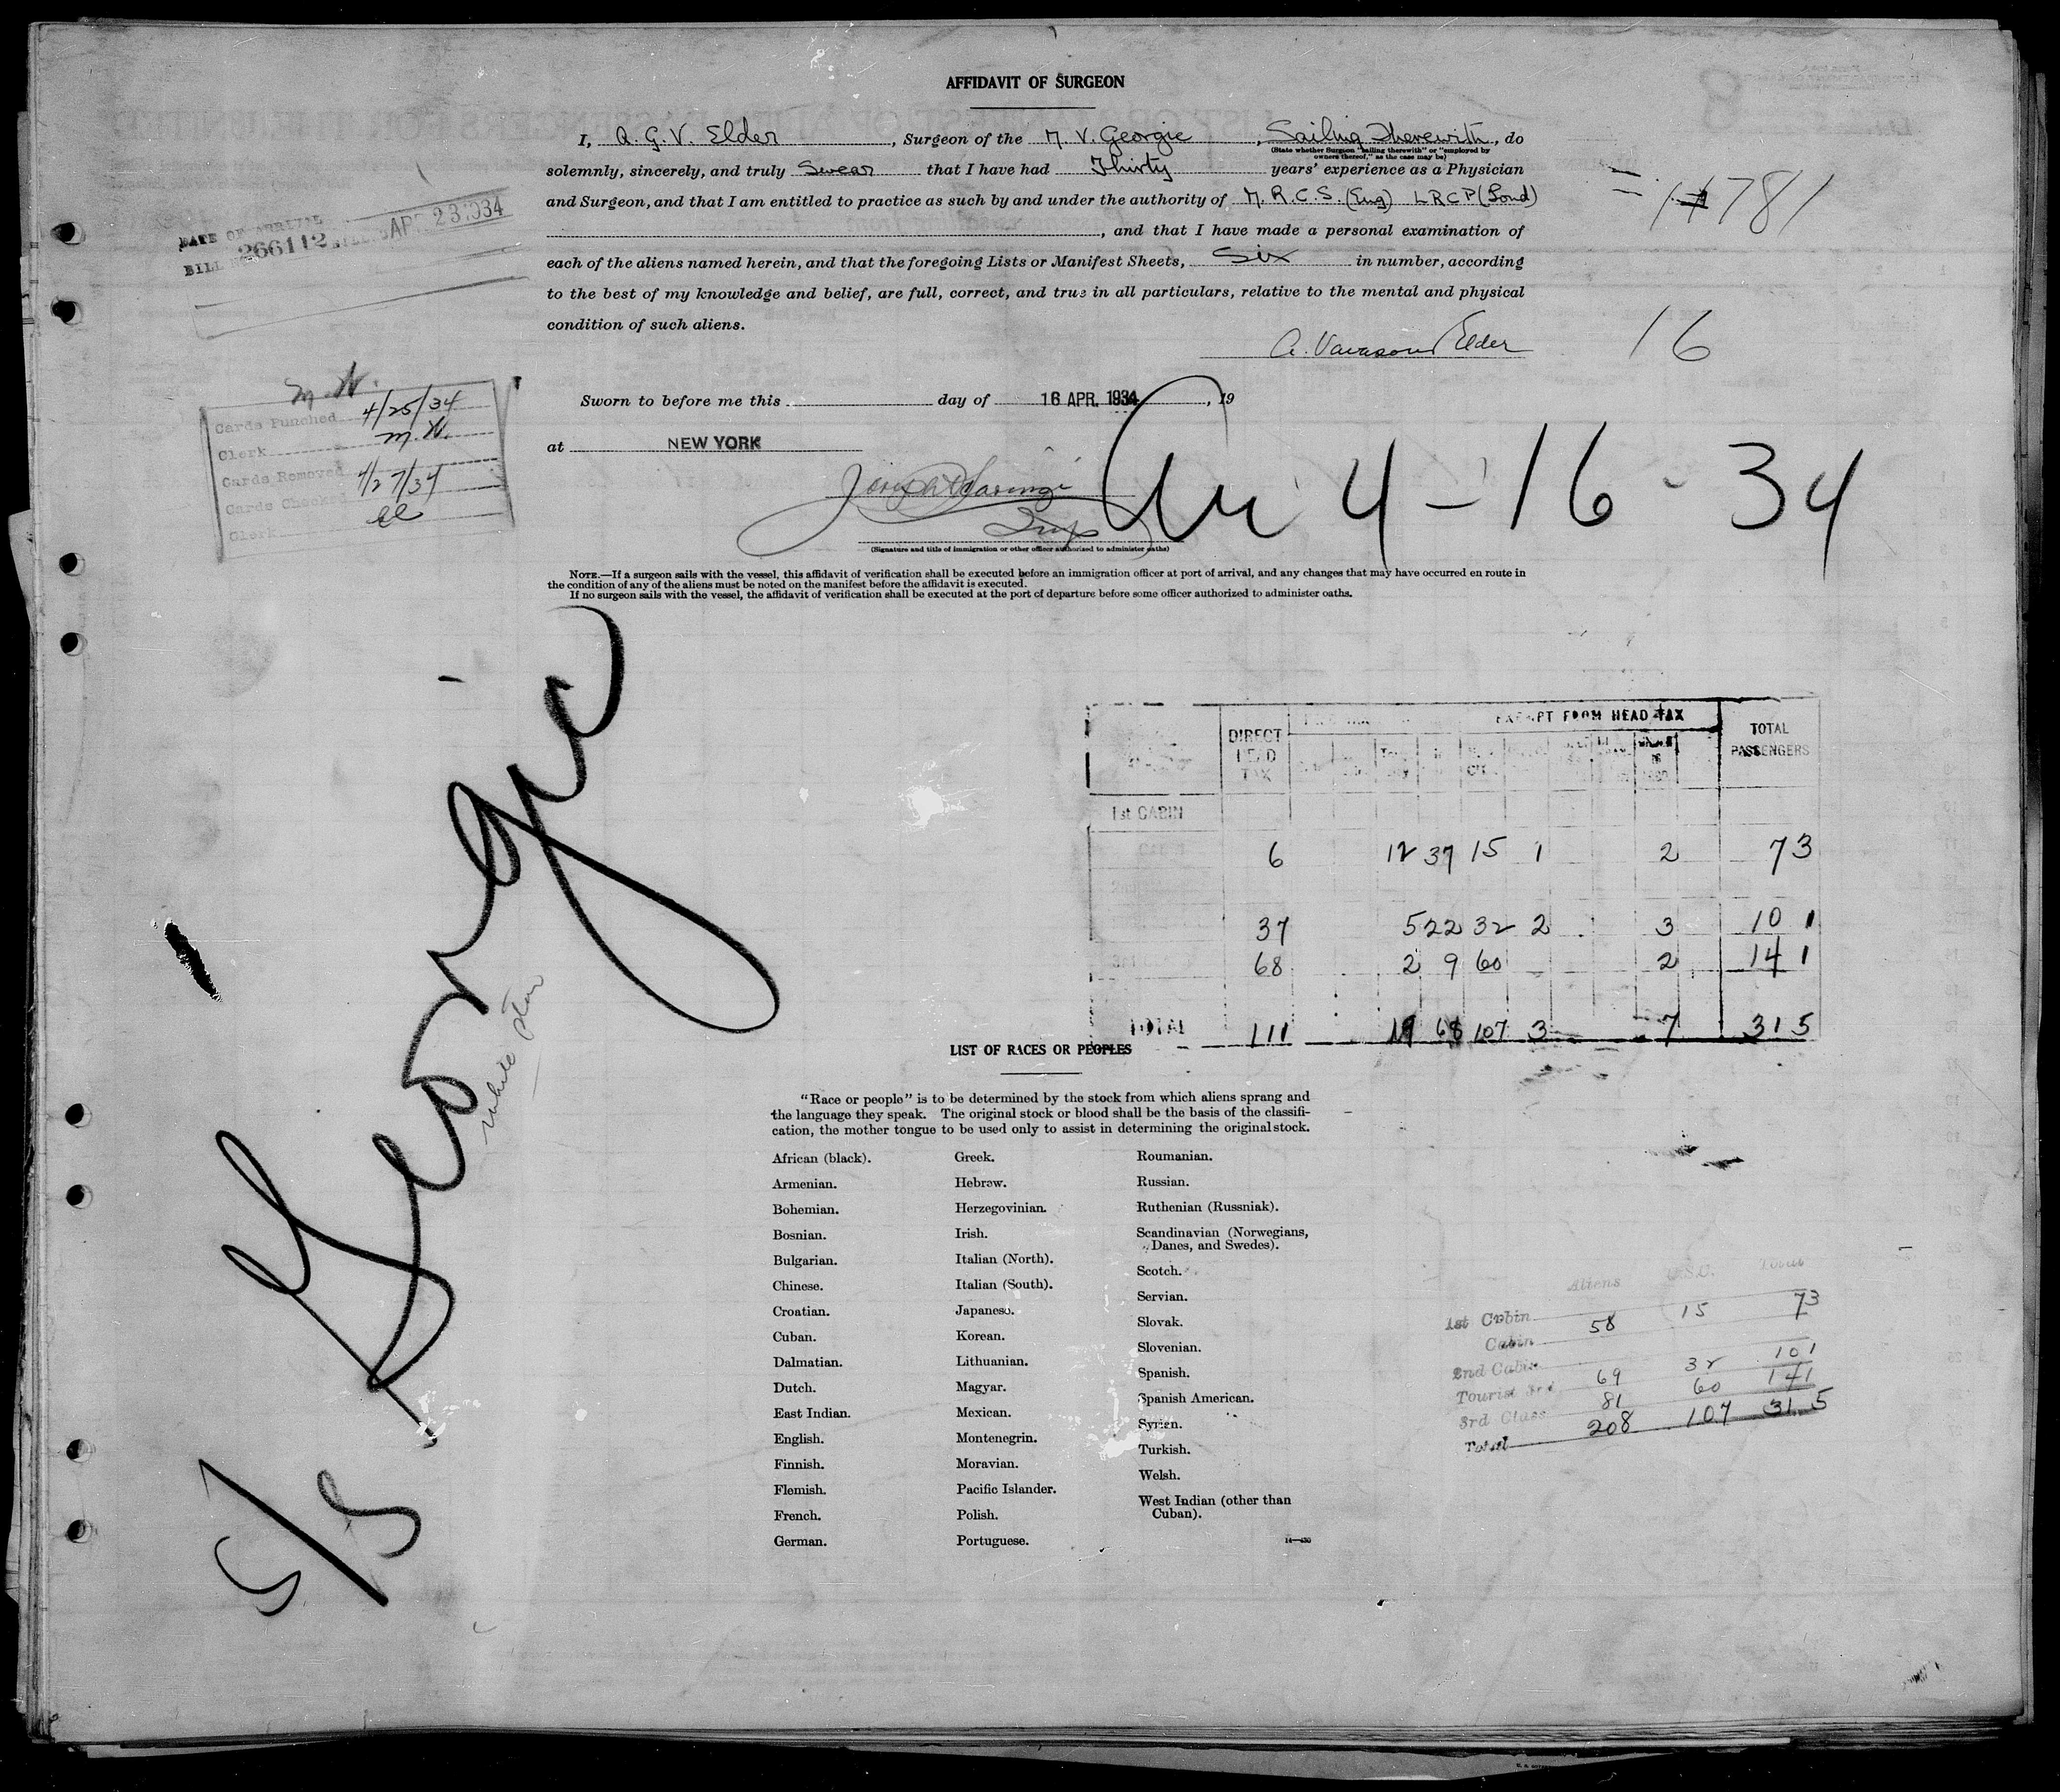 AFFIDAVIT OF SURGEON
I, A. G. V. Elder, Surgeon of the M. V. Georgic, Sailing Therewith, do
(State whether Surgeon "sailing therewith" or "employed by
owners thereof," as the case may be)
solemnly, sincerely, and truly Swear that I have had Thirty years' experience as a Physician
and Surgeon, and that I am entitled to practice as such by and under the authority of M. R. C. S. (Eng) L R C P (Lond)
, and that I have made a personal examination of
each of the aliens named herein, and that the foregoing Lists or Manifest Sheets, Six in number, according
to the best of my knowledge and belief, are full, correct, and true in all particulars, relative to the mental and physical
condition of such aliens.
A. Vavasour Elder
16
Sworn to before me this day of 16 APR. 1934, 19
at NEW YORK
Insp
(Signature and title of immigration or other officer authorized to administer oaths)
Arr 4-16-34
NOTE.—If a surgeon sails with the vessel, this affidavit of verification shall be executed before an immigration officer at port of arrival, and any changes that may have occurred en route in
the condition of any of the aliens must be noted on the manifest before the affidavit is executed.
If no surgeon sails with the vessel, the affidavit of verification shall be executed at the port of departure before some officer authorized to administer oaths.
DATE OF ARRIVAL
BILL 266112 APR 23 1934
M. W.
Cards Punched 4/25/34
Clerk M. W.
Cards Removed
Cards Checked 4/27/34
Clerk
S/S Georgic
White Star
DIRECT HEAD TAX EXEMPT FROM HEAD TAX TOTAL PASSENGERS
1st CABIN
6 12 37 15 1 2 73
37 5 22 32 2 3 101
68 2 9 60 2 141
TOTAL 111 19 68 107 3 7 315
LIST OF RACES OR PEOPLES
"Race or people" is to be determined by the stock from which aliens sprang and
the language they speak. The original stock or blood shall be the basis of the classifi-
cation, the mother tongue to be used only to assist in determining the original stock.
African (black).
Armenian.
Bohemian.
Bosnian.
Bulgarian.
Chinese.
Croatian.
Cuban.
Dalmatian.
Dutch.
East Indian.
English.
Finnish.
Flemish.
French.
German.
Greek.
Hebrew.
Herzegovinian.
Irish.
Italian (North).
Italian (South).
Japanese.
Korean.
Lithuanian.
Magyar.
Mexican.
Montenegrin.
Moravian.
Pacific Islander.
Polish.
Portuguese.
Roumanian.
Russian.
Ruthenian (Russniak).
Scandinavian (Norwegians,
Danes, and Swedes).
Scotch.
Servian.
Slovak.
Slovenian.
Spanish.
Spanish American.
Syrian.
Turkish.
Welsh.
West Indian (other than
Cuban).
Aliens U.S.C. Total
1st Cabin 58 15 73
Cabin
2nd Cabin 101
Tourist 3rd 69 32 141
3rd Class 81 60
Total 208 107 315